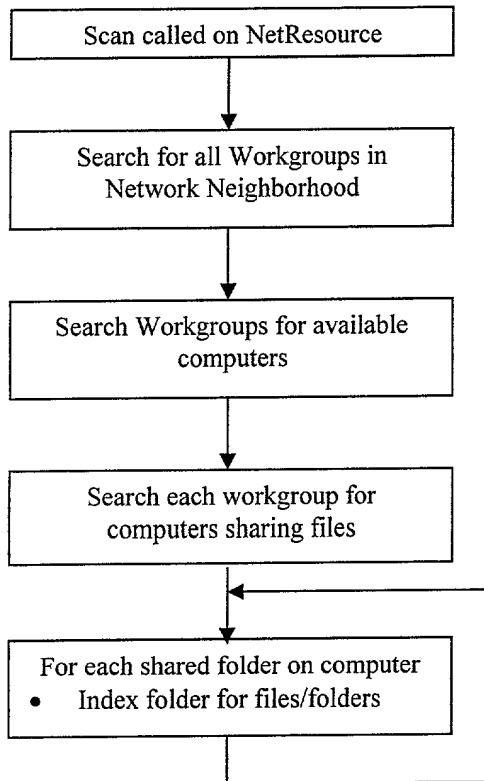 Scan called on NetResource
Search for all Workgroups in
Network Neighborhood
Search Workgroups for available
computers
Search each workgroup for
computers sharing files
For each shared folder on computer
• Index folder for files/folders